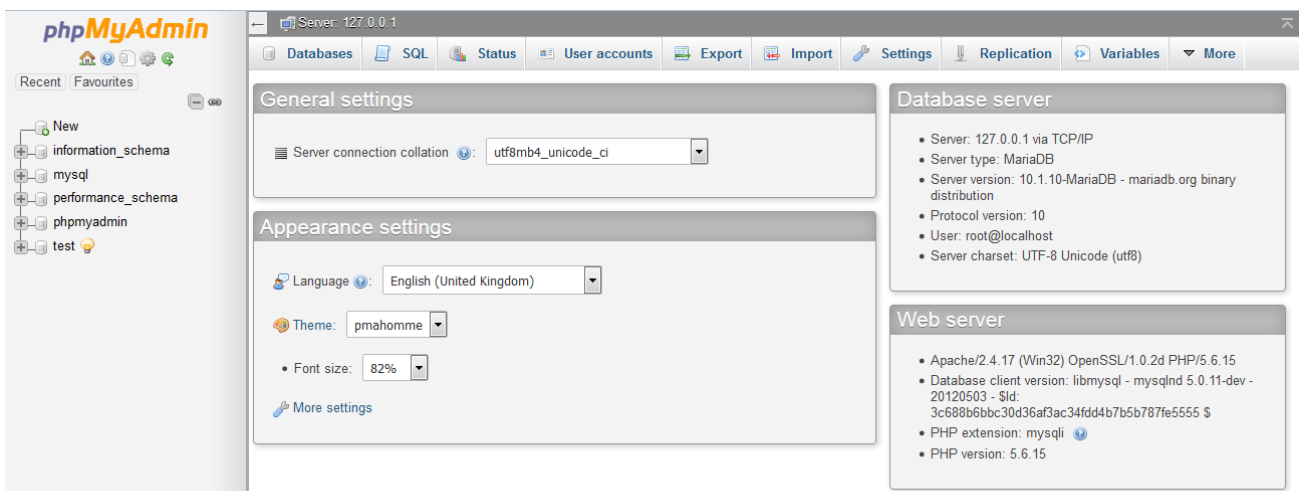 phpMyAdmin
Recent Favourites
New
information_schema
mysql
performance_schema
phpmyadmin
test
Server: 127.0.0.1
Databases SQL Status User accounts Export Import Settings Replication Variables More
General settings
Server connection collation : utf8mb4_unicode_ci
Appearance settings
Language : English (United Kingdom)
Theme: pmahomme
• Font size: 82%
More settings
Database server
• Server: 127.0.0.1 via TCP/IP
• Server type: MariaDB
• Server version: 10.1.10-MariaDB - mariadb.org binary
distribution
• Protocol version: 10
• User: root@localhost
• Server charset: UTF-8 Unicode (utf8)
Web server
• Apache/2.4.17 (Win32) OpenSSL/1.0.2d PHP/5.6.15
• Database client version: libmysql - mysqlnd 5.0.11-dev -
20120503 - $Id:
3c688b6bbc30d36af3ac34fdd4b7b5b787fe5555 $
• PHP extension: mysqli
• PHP version: 5.6.15